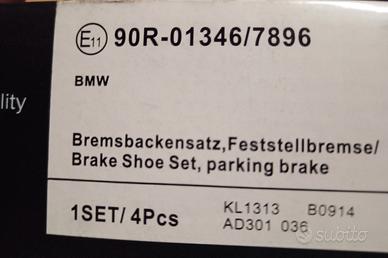 E11 90R-01346/7896
BMW
lity
Bremsbackensatz,Feststellbremse/
Brake Shoe Set, parking brake
1SET/ 4Pcs
KL1313 B0914
AD301 036
subito